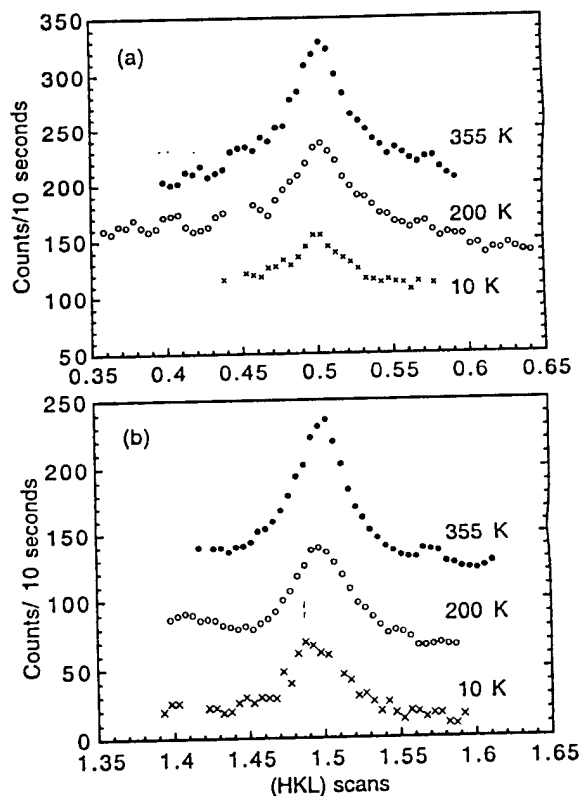 350
300
250
200
150
100
50
Counts/10 seconds
(a)
355 K
200 K
10 K
0.35 0.4 0.45 0.5 0.55 0.6 0.65
250
200
150
100
50
0
Counts/ 10 seconds
(b)
355 K
200 K
10 K
1.35 1.4 1.45 1.5 1.55 1.6 1.65
(HKL) scans